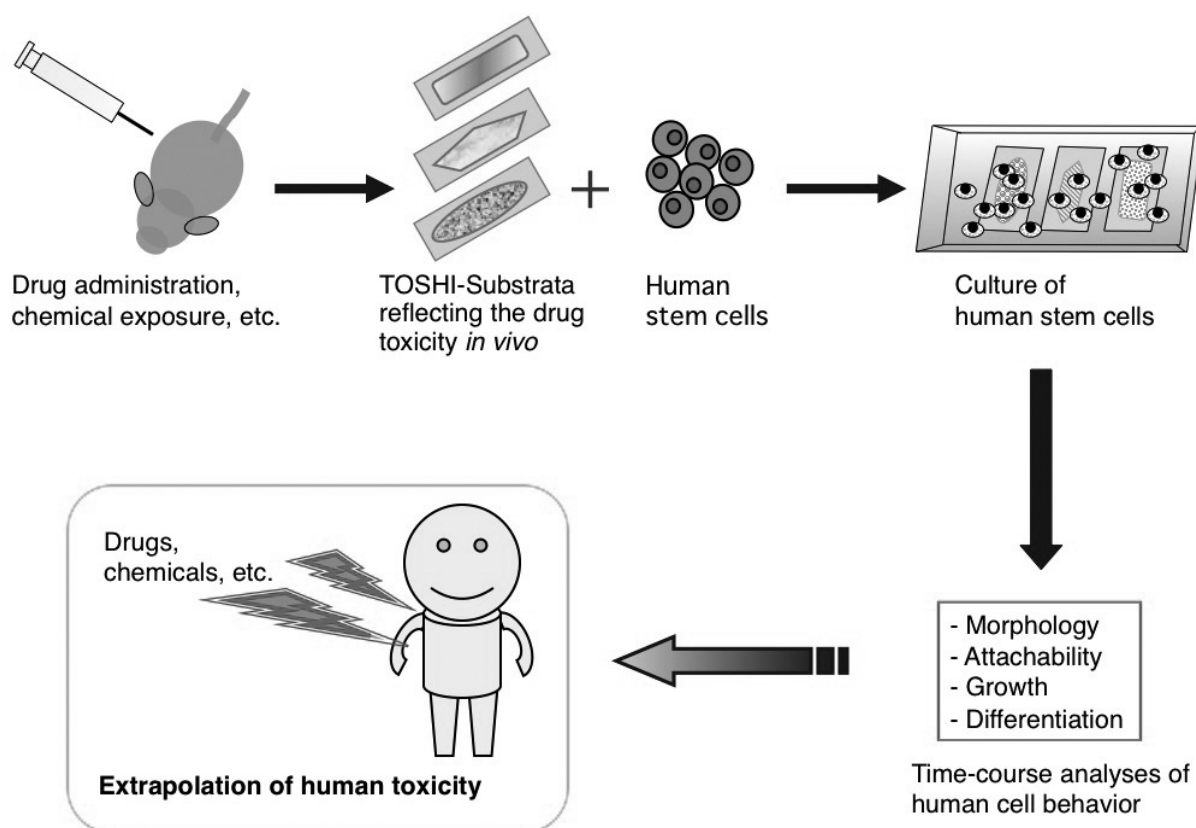 Drug administration,
chemical exposure, etc.
TOSHI-Substrata
reflecting the drug
toxicity in vivo
+
Human
stem cells
Culture of
human stem cells
- Morphology
- Attachability
- Growth
- Differentiation
Time-course analyses of
human cell behavior
Drugs,
chemicals, etc.
Extrapolation of human toxicity